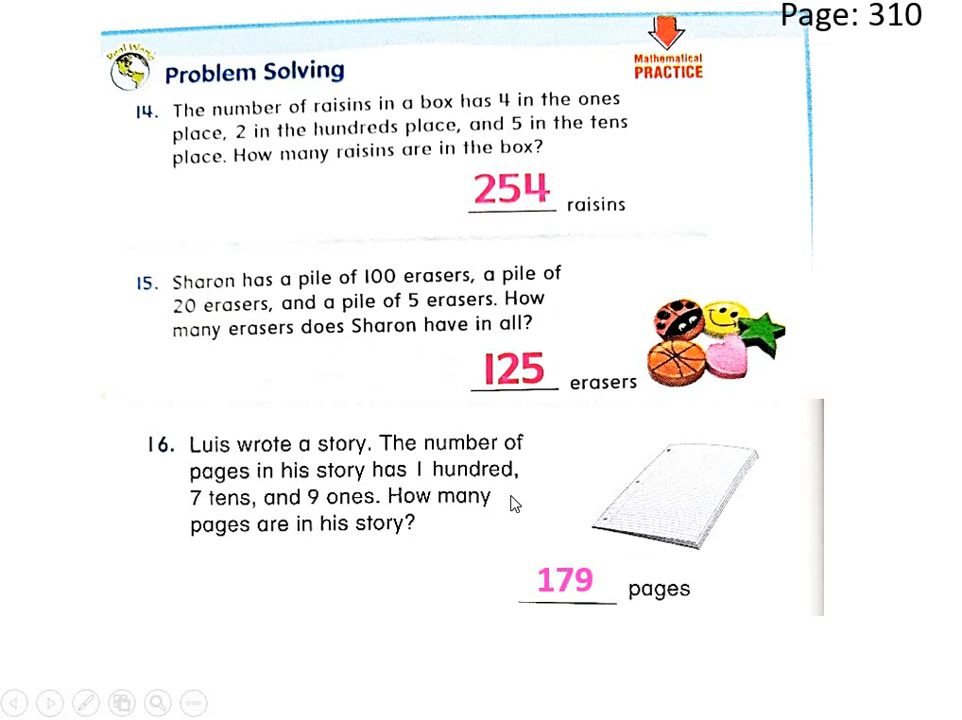 Page: 310
Real World
Problem Solving
Mathematical
PRACTICE
14. The number of raisins in a box has 4 in the ones
place, 2 in the hundreds place, and 5 in the tens
place. How many raisins are in the box?
254 raisins
15. Sharon has a pile of 100 erasers, a pile of
20 erasers, and a pile of 5 erasers. How
many erasers does Sharon have in all?
125 erasers
16. Luis wrote a story. The number of
pages in his story has 1 hundred,
7 tens, and 9 ones. How many
pages are in his story?
179 pages